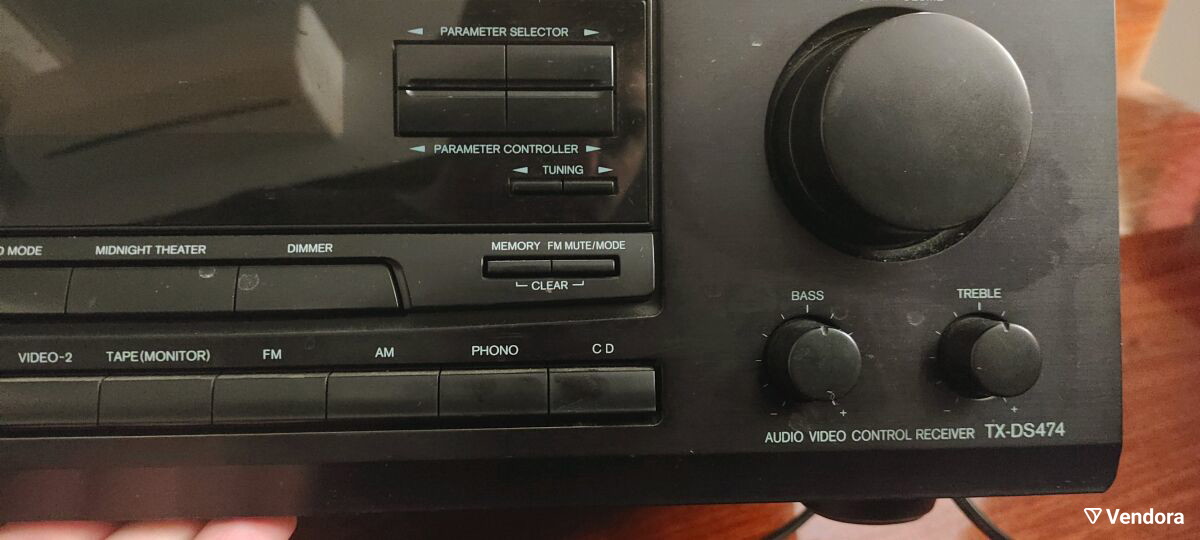 ◄ PARAMETER SELECTOR ►
◄ PARAMETER CONTROLLER ►
◄ TUNING ►
MODE MIDNIGHT THEATER DIMMER
MEMORY FM MUTE/MODE
CLEAR
VIDEO-2 TAPE(MONITOR) FM AM PHONO CD
BASS TREBLE
- + - +
AUDIO VIDEO CONTROL RECEIVER TX-DS474
Vendora